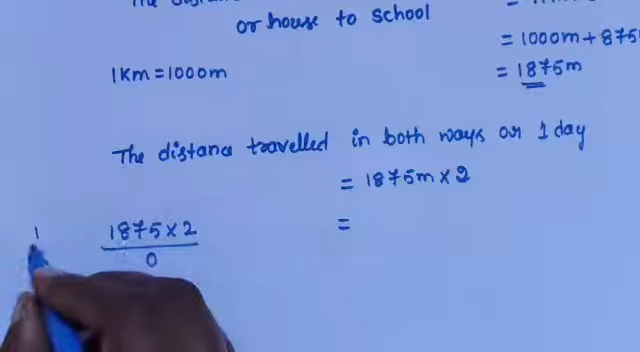 or house to school
= 1000m + 875
1Km = 1000m
= 1875m
The distance travelled in both ways or 1 day
= 1875m x 2
1 1875 x 2 =
0